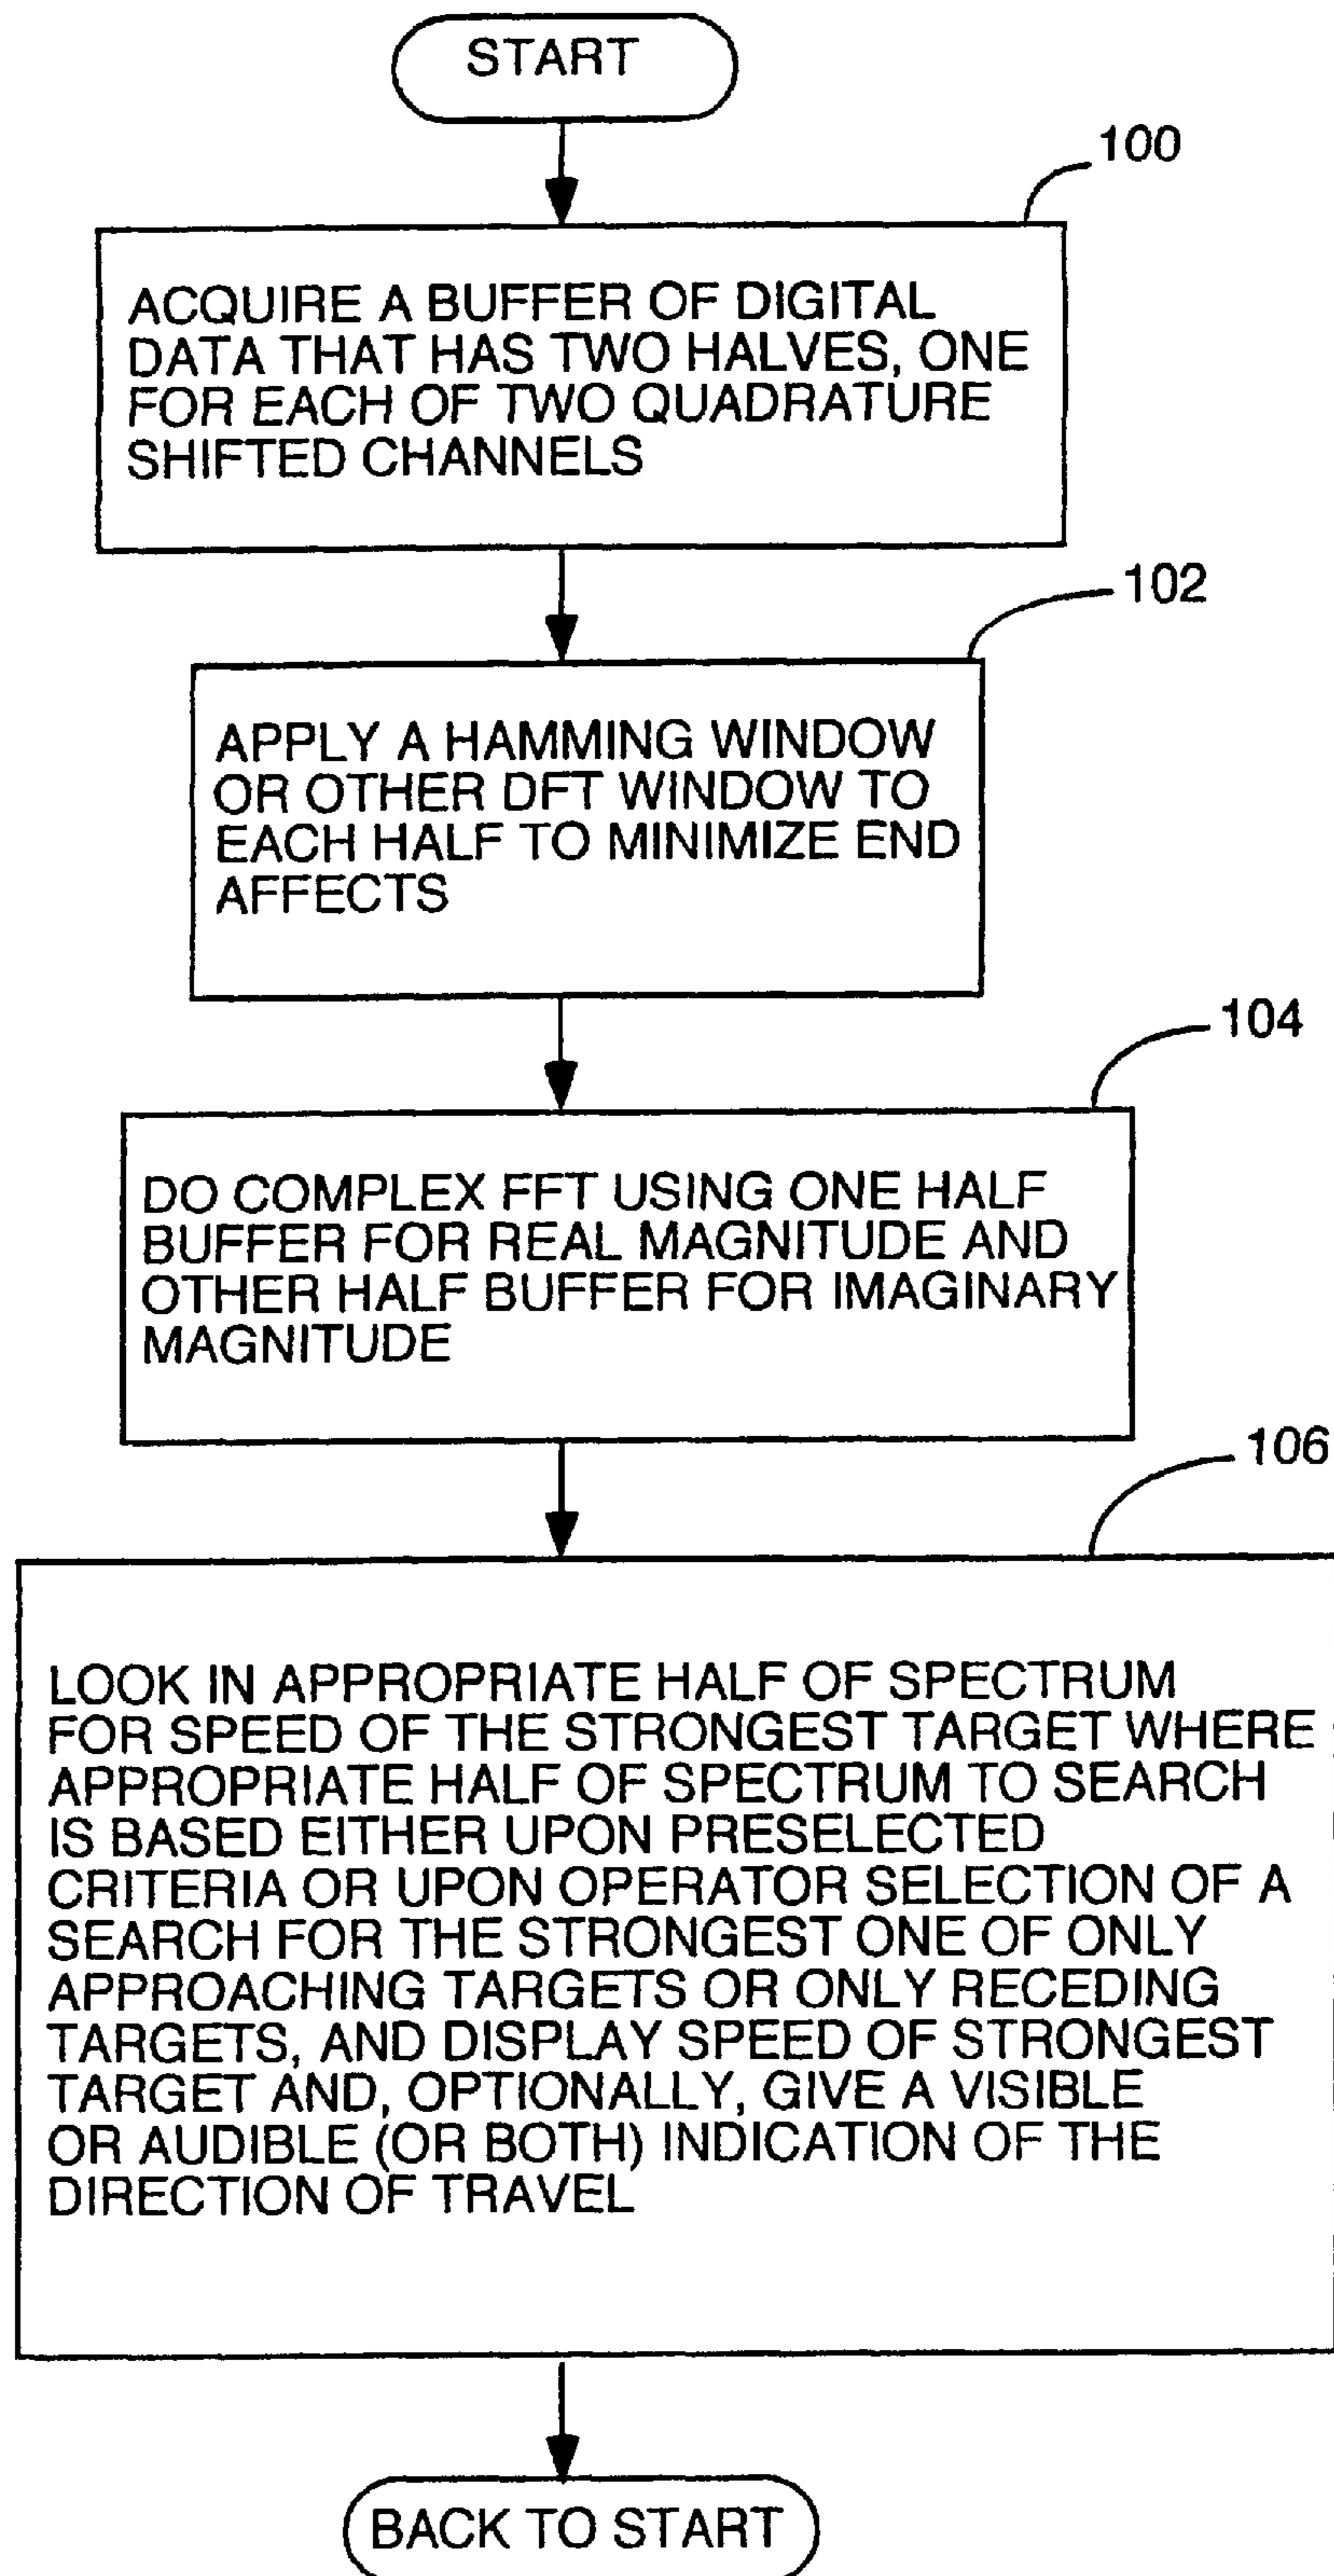 START
100
ACQUIRE A BUFFER OF DIGITAL
DATA THAT HAS TWO HALVES, ONE
FOR EACH OF TWO QUADRATURE
SHIFTED CHANNELS
102
APPLY A HAMMING WINDOW
OR OTHER DFT WINDOW TO
EACH HALF TO MINIMIZE END
AFFECTS
104
DO COMPLEX FFT USING ONE HALF
BUFFER FOR REAL MAGNITUDE AND
OTHER HALF BUFFER FOR IMAGINARY
MAGNITUDE
106
LOOK IN APPROPRIATE HALF OF SPECTRUM
FOR SPEED OF THE STRONGEST TARGET WHERE
APPROPRIATE HALF OF SPECTRUM TO SEARCH
IS BASED EITHER UPON PRESELECTED
CRITERIA OR UPON OPERATOR SELECTION OF A
SEARCH FOR THE STRONGEST ONE OF ONLY
APPROACHING TARGETS OR ONLY RECEDING
TARGETS, AND DISPLAY SPEED OF STRONGEST
TARGET AND, OPTIONALLY, GIVE A VISIBLE
OR AUDIBLE (OR BOTH) INDICATION OF THE
DIRECTION OF TRAVEL
BACK TO START